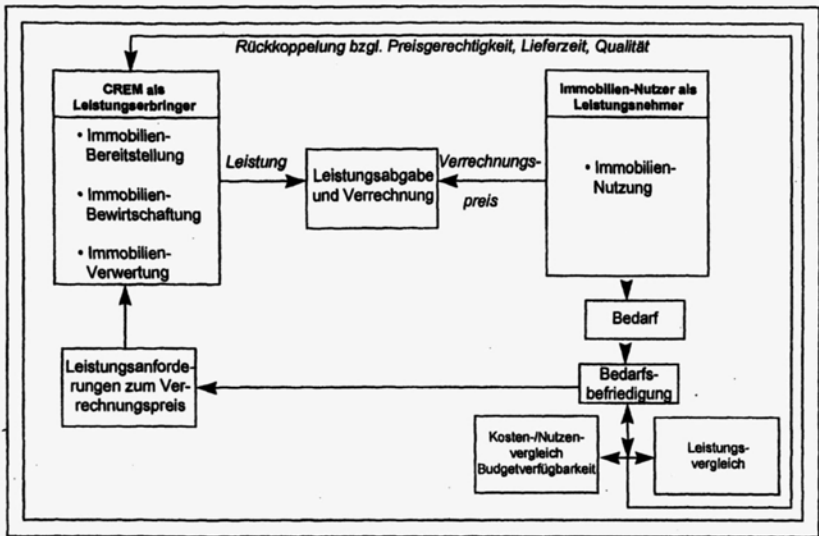 Rückkoppelung bzgl. Preisgerechtigkeit, Lieferzeit, Qualität
CREM als
Leistungserbringer
• Immobilien-
Bereitstellung
• Immobilien-
Bewirtschaftung
• Immobilien-
Verwertung
Leistung
Leistungsabgabe
und Verrechnung
Verrechnungs-
preis
Immobilien-Nutzer als
Leistungsnehmer
• Immobilien-
Nutzung
Bedarf
Bedarfs-
befriedigung
Leistungsanforde-
rungen zum Ver-
rechnungspreis
Kosten-/Nutzen-
vergleich
Budgetverfügbarkeit
Leistungs-
vergleich